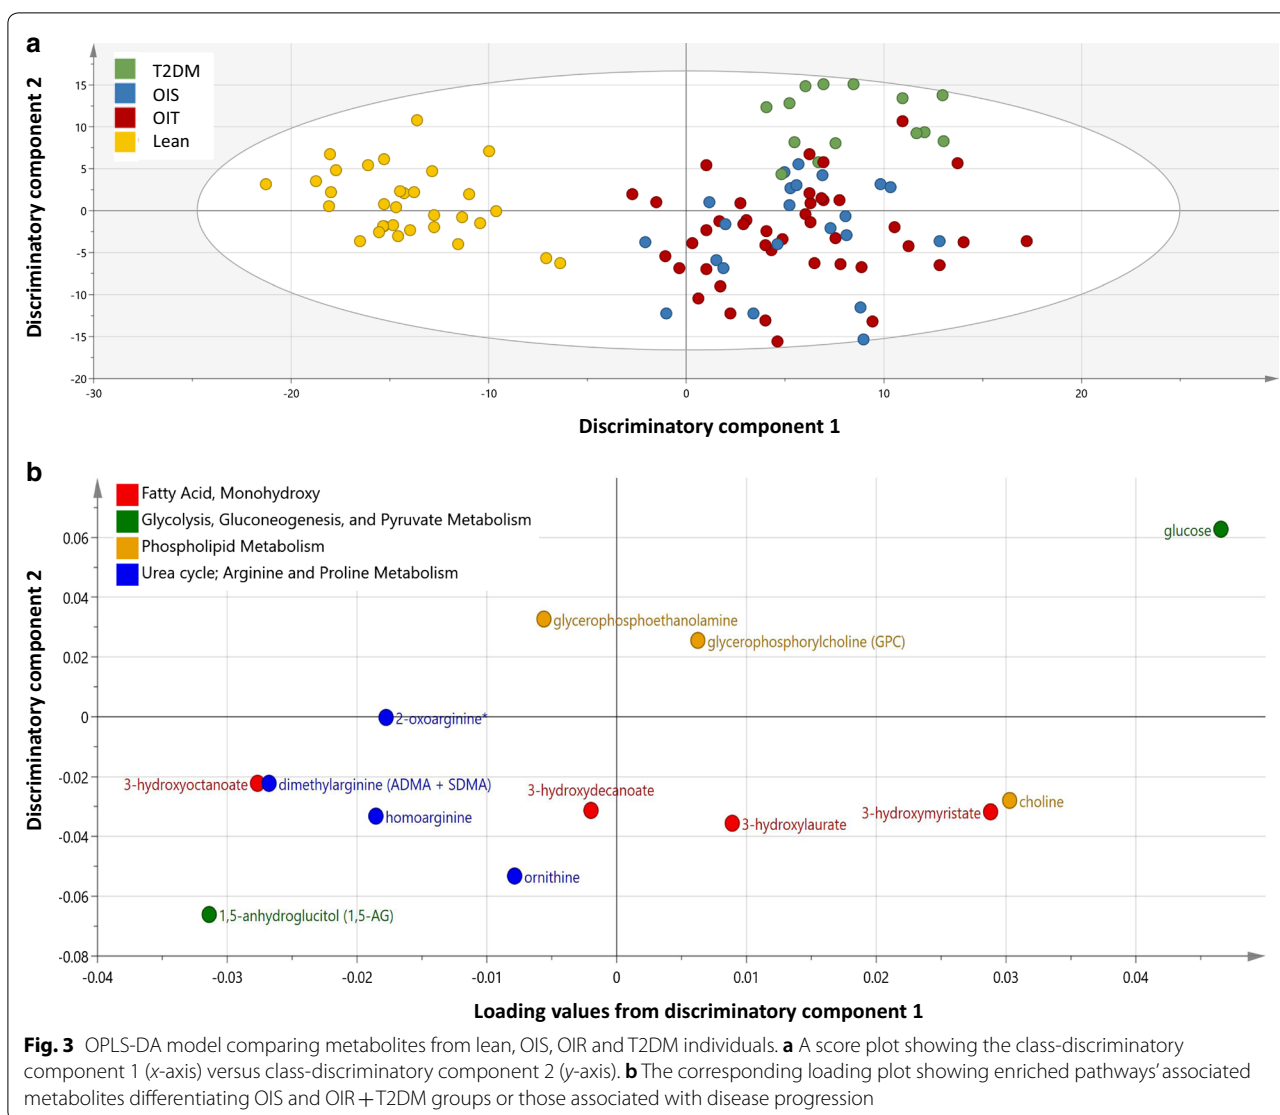 a
T2DM
OIS
OIT
Lean
Discriminatory component 2
15
10
5
0
-5
-10
-15
-20
-30
-20
-10
0
10
20
Discriminatory component 1
b
Fatty Acid, Monohydroxy
Glycolysis, Gluconeogenesis, and Pyruvate Metabolism
Phospholipid Metabolism
Urea cycle; Arginine and Proline Metabolism
Discriminatory component 2
0.06
0.04
0.02
0
-0.02
-0.04
-0.06
-0.08
glucose
glycerophosphoethanolamine
glycerophosphorylcholine (GPC)
2-oxoarginine*
3-hydroxyoctanoate
dimethylarginine (ADMA + SDMA)
3-hydroxydecanoate
homoarginine
3-hydroxylaurate
3-hydroxymyristate
choline
ornithine
1,5-anhydroglucitol (1,5-AG)
-0.04
-0.03
-0.02
-0.01
0
0.01
0.02
0.03
0.04
Loading values from discriminatory component 1
Fig. 3 OPLS-DA model comparing metabolites from lean, OIS, OIR and T2DM individuals. a A score plot showing the class-discriminatory
component 1 (x-axis) versus class-discriminatory component 2 (y-axis). b The corresponding loading plot showing enriched pathways' associated
metabolites differentiating OIS and OIR + T2DM groups or those associated with disease progression